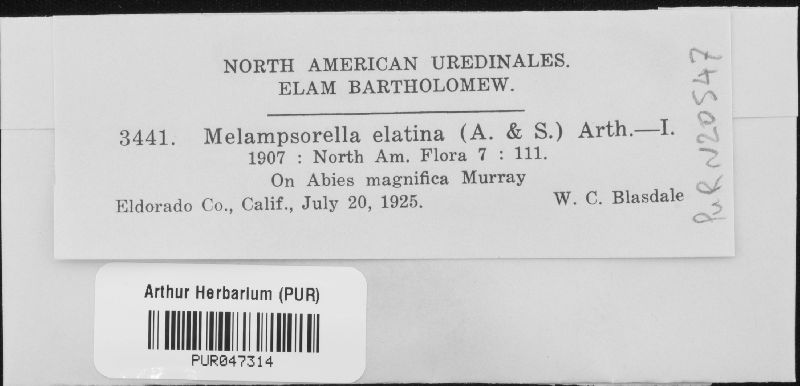 NORTH AMERICAN UREDINALES.
ELAM BARTHOLOMEW.
3441. Melampsorella elatina (A. & S.) Arth.—I.
1907 : North Am. Flora 7 : 111.
On Abies magnifica Murray
Eldorado Co., Calif., July 20, 1925. W. C. Blasdale
PUR N20547
Arthur Herbarium (PUR)
PUR047314